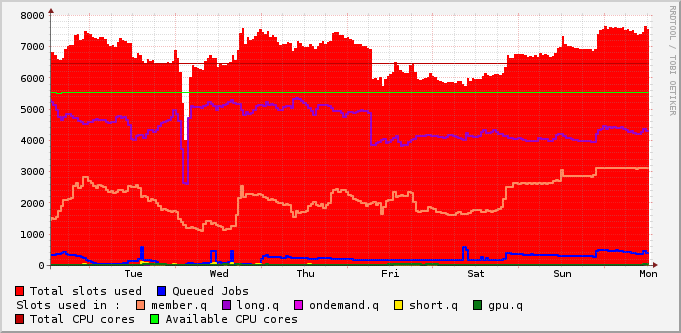 8000
7000
6000
5000
4000
3000
2000
1000
0
Tue Wed Thu Fri Sat Sun Mon
Total slots used Queued Jobs
Slots used in : member.q long.q ondemand.q short.q gpu.q
Total CPU cores Available CPU cores
RRDTOOL / TOBI OETIKER